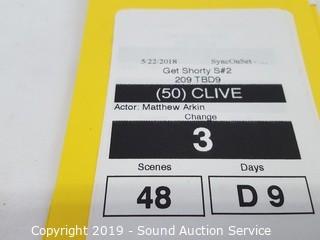 5/22/2018 SyncOnSet -
Get Shorty S#2
209 TBD9
(50) CLIVE
Actor: Matthew Arkin
Change
3
Scenes Days
48 D 9
Copyright 2019 - Sound Auction Service